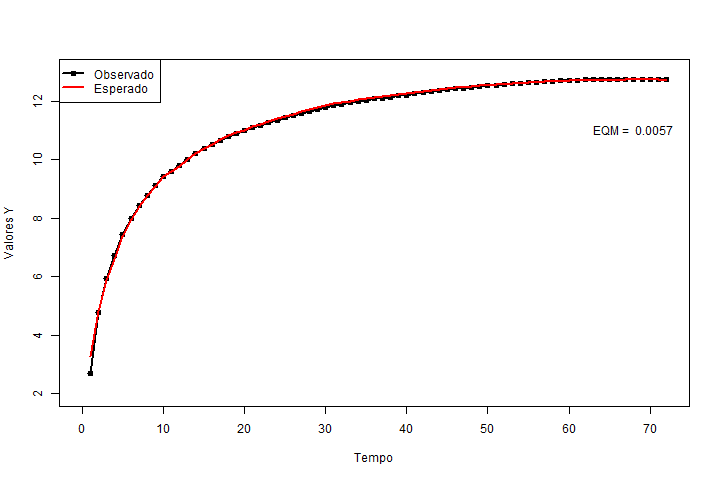 Observado
Esperado
EQM = 0.0057
Valores Y
12
10
8
6
4
2
0 10 20 30 40 50 60 70
Tempo